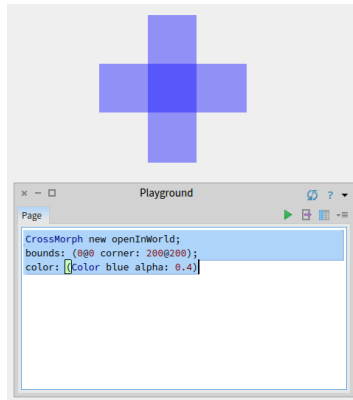 Playground
?
Page
CrossMorph new openInWorld;
bounds: (0@0 corner: 200@200);
color: (Color blue alpha: 0.4)